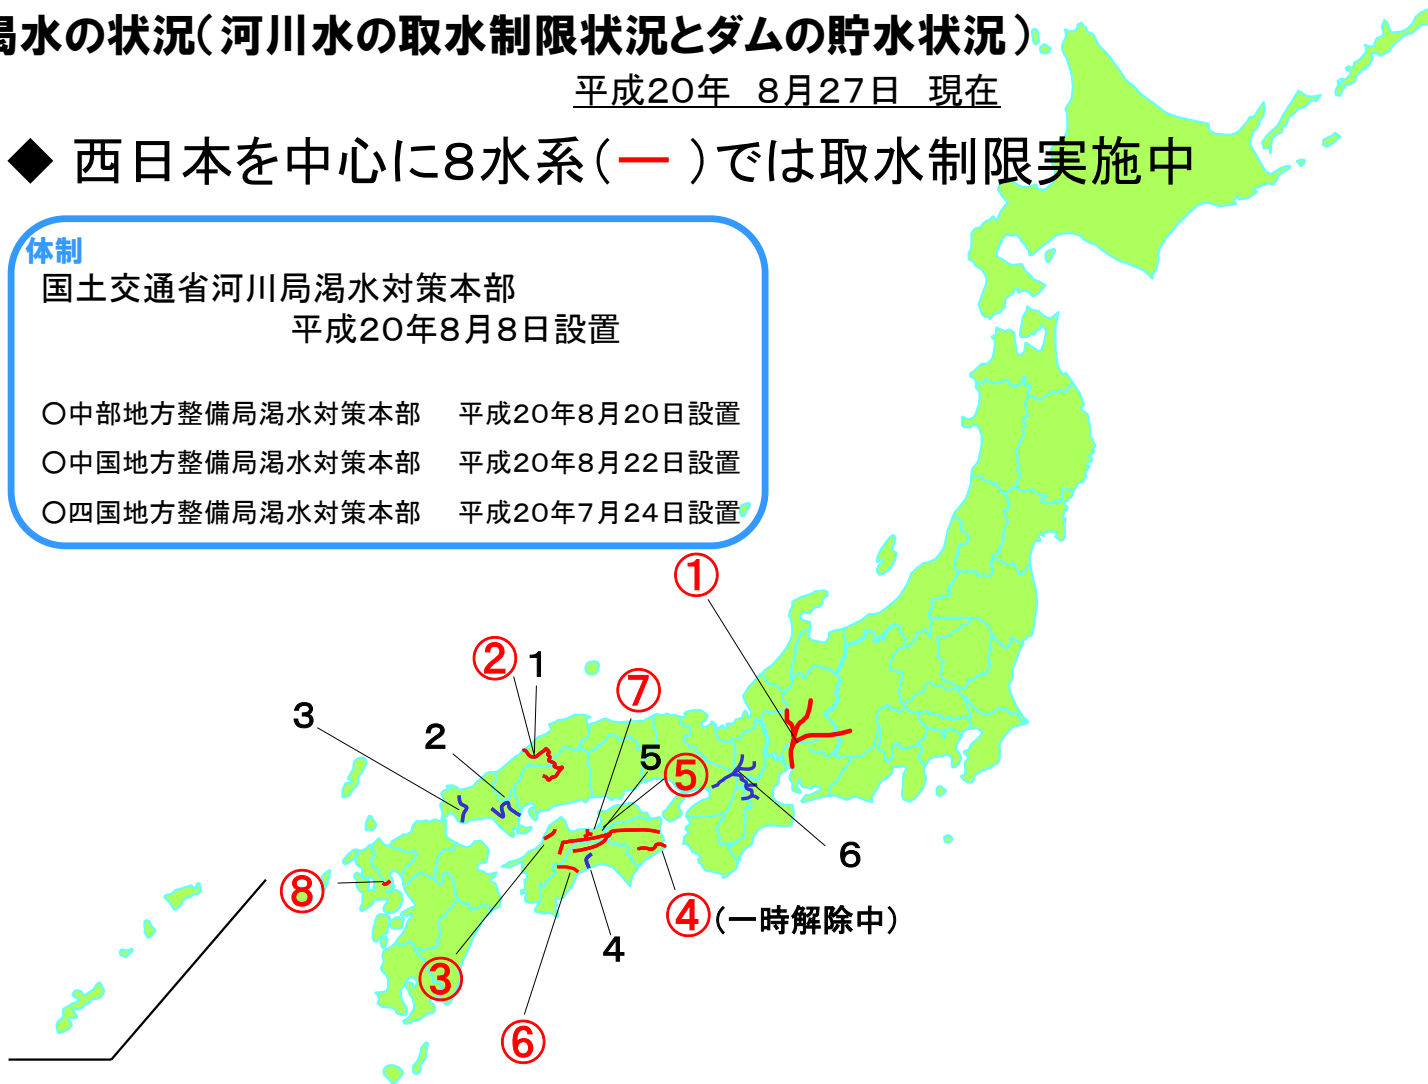 渇水の状況(河川水の取水制限状況とダムの貯水状況)
平成20年 8月27日 現在
◆ 西日本を中心に8水系(ー)では取水制限実施中
体制
国土交通省河川局渇水対策本部
平成20年8月8日設置
○中部地方整備局渇水対策本部 平成20年8月20日設置
○中国地方整備局渇水対策本部 平成20年8月22日設置
○四国地方整備局渇水対策本部 平成20年7月24日設置
①
② 1
⑦
3
2
5
⑤
6
⑧
④(一時解除中)
4
③
⑥